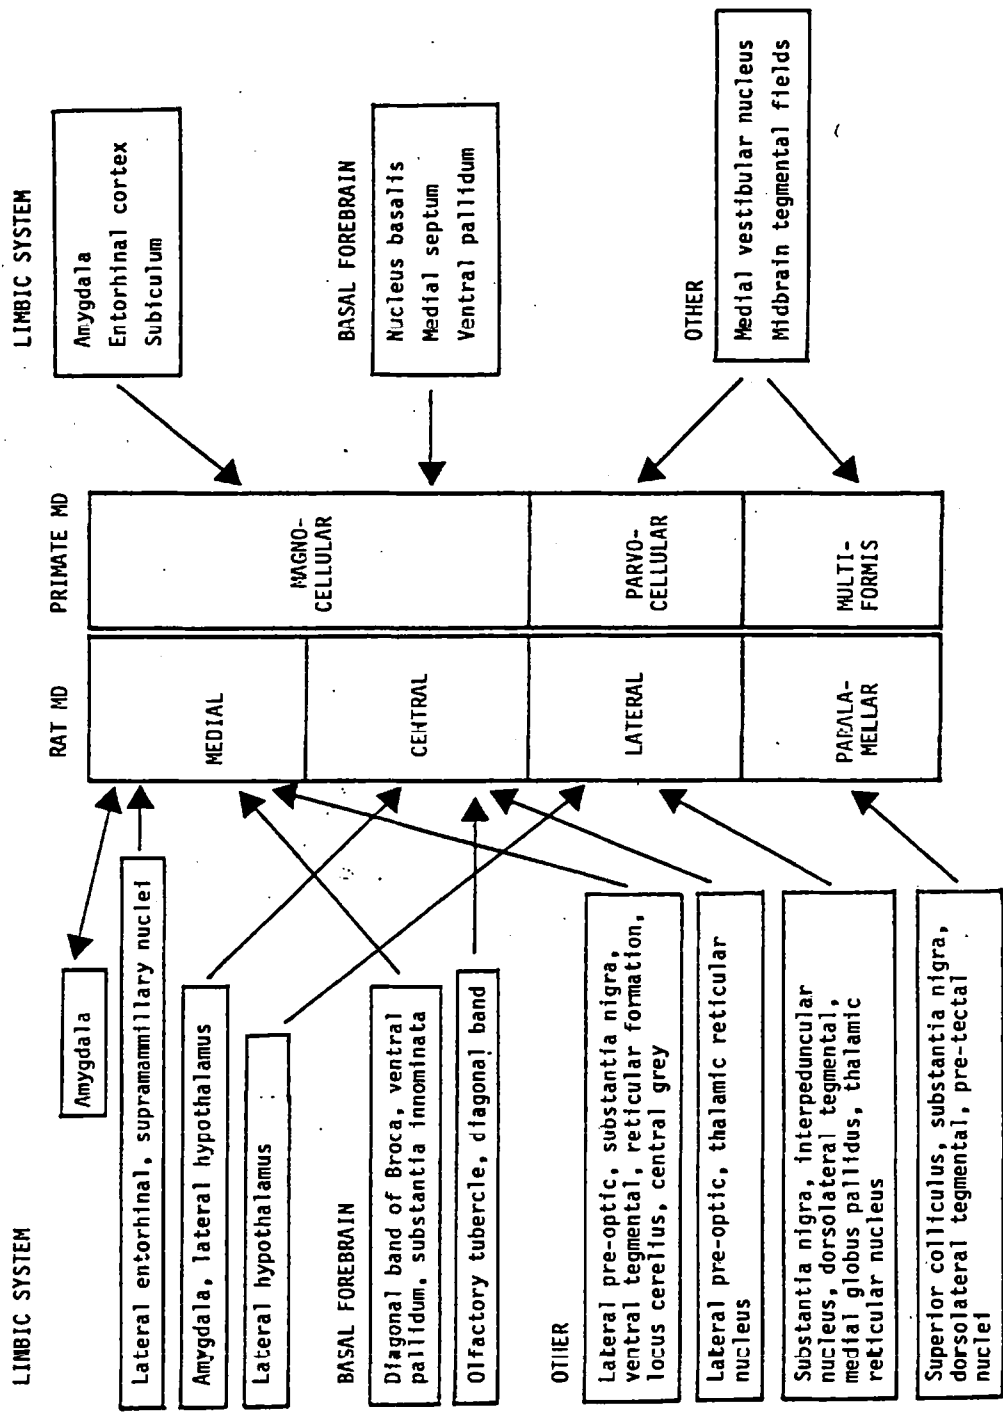 LIMBIC SYSTEM
Amygdala
Lateral entorhinal, supramammillary nuclei
Amygdala, lateral hypothalamus
Lateral hypothalamus
BASAL FOREBRAIN
Diagonal band of Broca, ventral
pallidum, substantia innominata
Olfactory tubercle, diagonal band
OTHER
Lateral pre-optic, substantia nigra,
ventral tegmental, reticular formation,
locus cerellus, central grey
Lateral pre-optic, thalamic reticular
nucleus
Substantia nigra, interpeduncular
nucleus, dorsolateral tegmental,
medial globus pallidus, thalamic
reticular nucleus
Superior colliculus, substantia nigra,
dorsolateral tegmental, pre-tectal
nuclei
RAT MD
MEDIAL
CENTRAL
LATERAL
PARALA-
MELLAR
PRIMATE MD
MAGNO-
CELLULAR
PARVO-
CELLULAR
MULTI-
FORMIS
LIMBIC SYSTEM
Amygdala
Entorhinal cortex
Subiculum
BASAL FOREBRAIN
Nucleus basalis
Medial septum
Ventral pallidum
OTHER
Medial vestibular nucleus
Midbrain tegmental fields